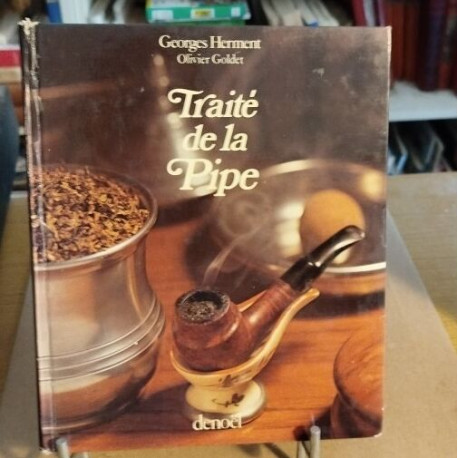 Georges Herment
Olivier Goldet
Traité
de la
Pipe
denoël